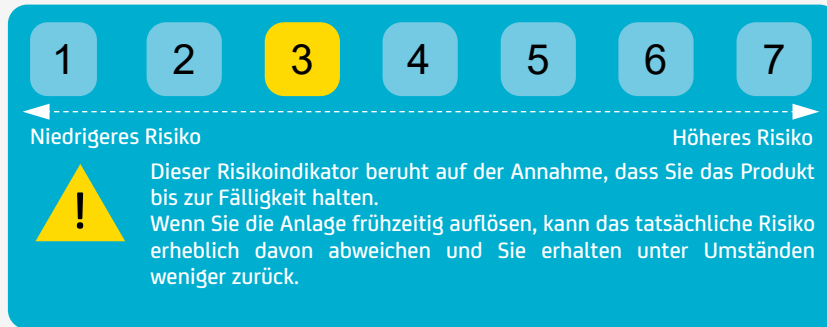 1 2 3 4 5 6 7
Niedrigeres Risiko Höheres Risiko
Dieser Risikoindikator beruht auf der Annahme, dass Sie das Produkt
bis zur Fälligkeit halten.
!
Wenn Sie die Anlage frühzeitig auflösen, kann das tatsächliche Risiko
erheblich davon abweichen und Sie erhalten unter Umständen
weniger zurück.